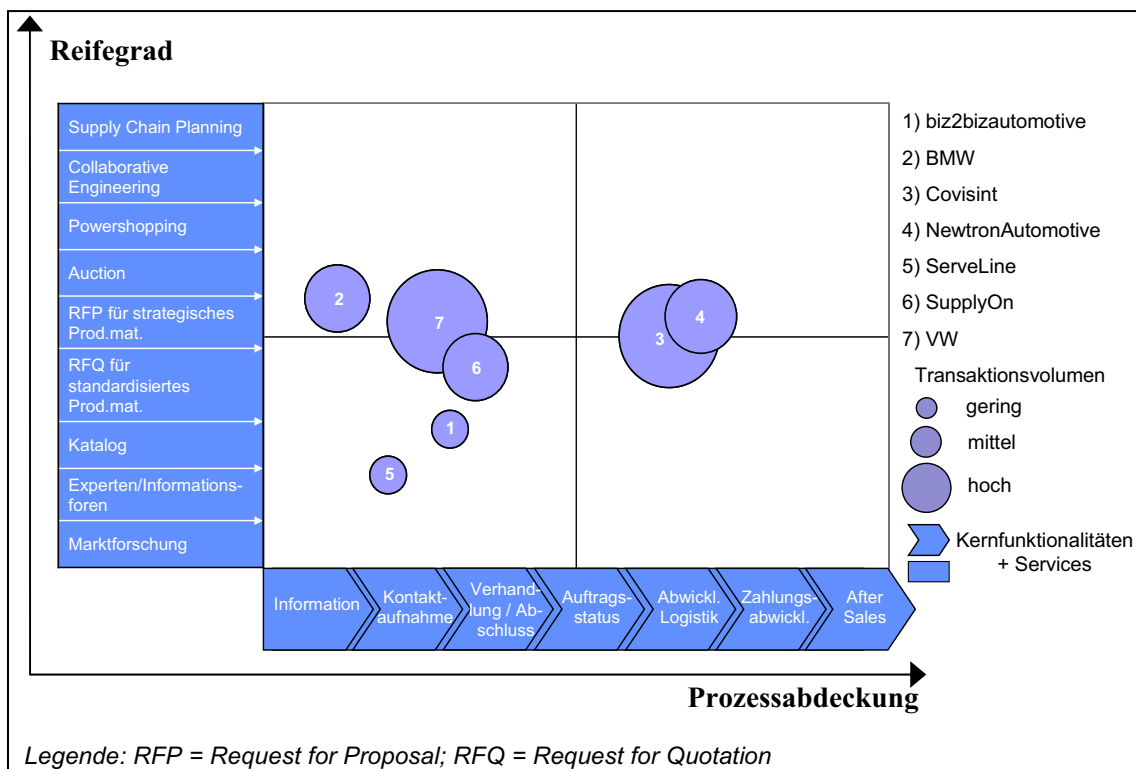 Reifegrad
Supply Chain Planning
Collaborative
Engineering
Powershopping
Auction
RFP für strategisches
Prod.mat.
RFQ für
standardisiertes
Prod.mat.
Katalog
Experten/Informations-
foren
Marktforschung
2
7
6
1
5
3
4
1) biz2bizautomotive
2) BMW
3) Covisint
4) NewtronAutomotive
5) ServeLine
6) SupplyOn
7) VW
Transaktionsvolumen
gering
mittel
hoch
Kernfunktionalitäten
+ Services
Information
Kontakt-
aufnahme
Verhand-
lung / Ab-
schluss
Auftrags-
status
Abwickl.
Logistik
Zahlungs-
abwickl.
After
Sales
Prozessabdeckung
Legende: RFP = Request for Proposal; RFQ = Request for Quotation